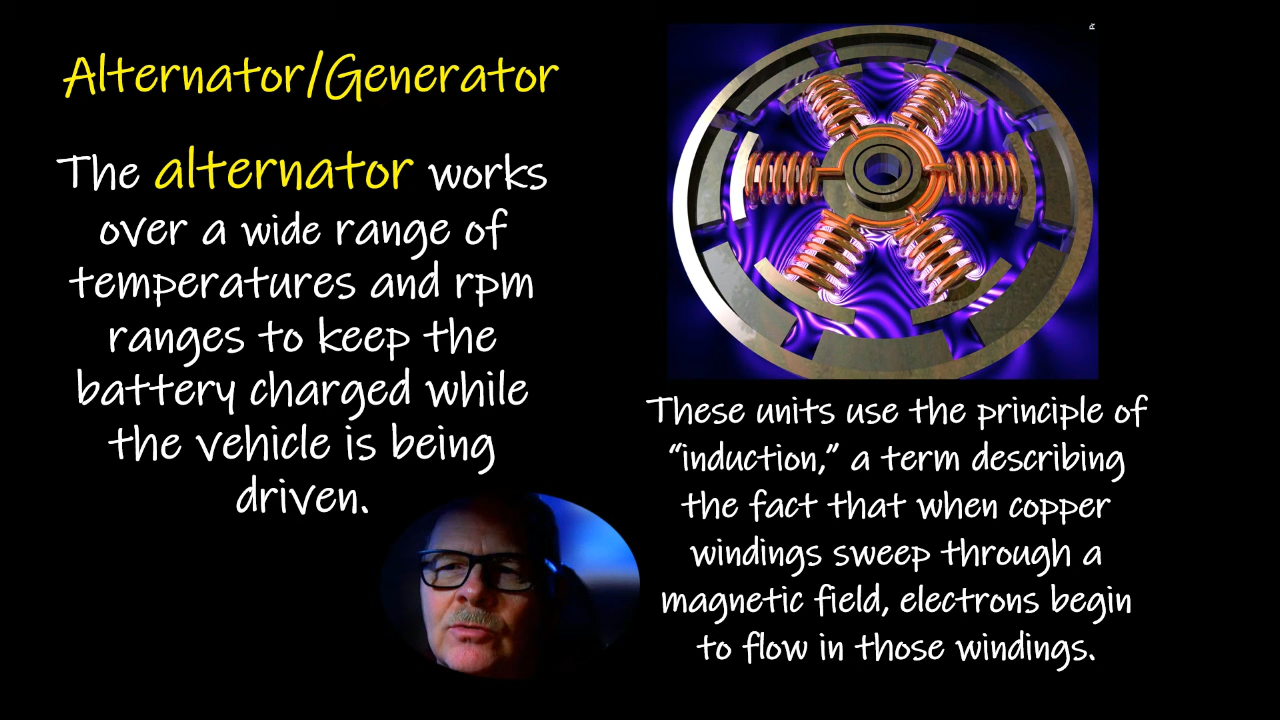 Alternator/Generator
The alternator works
over a wide range of
temperatures and rpm
ranges to keep the
battery charged while
the vehicle is being
driven.
These units use the principle of
“induction,” a term describing
the fact that when copper
windings sweep through a
magnetic field, electrons begin
to flow in those windings.